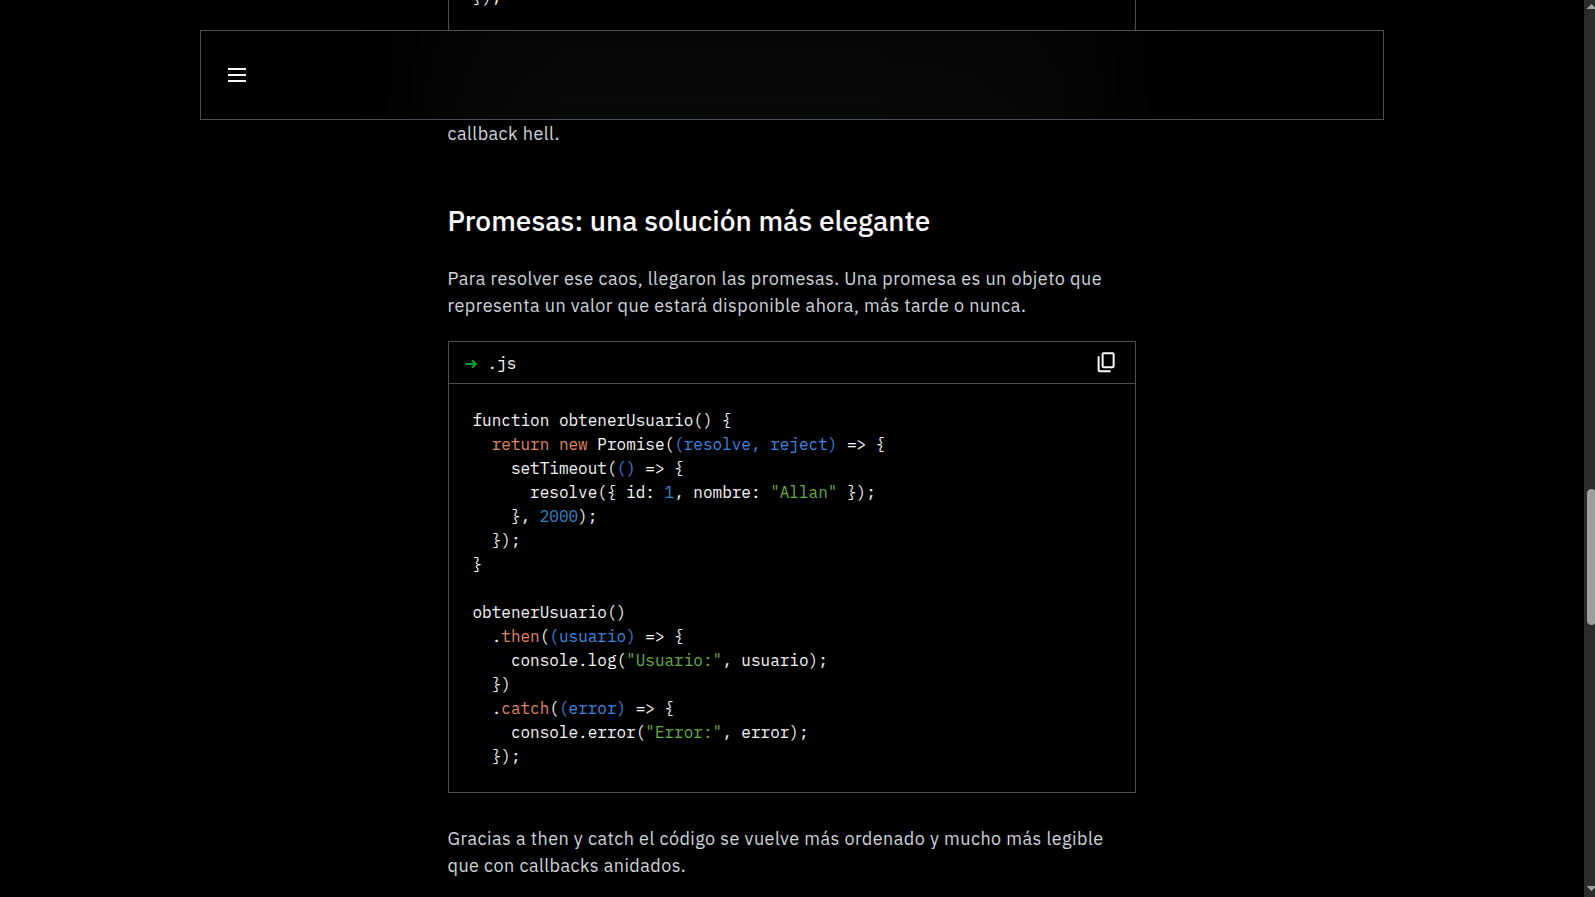 });
callback hell.
Promesas: una solución más elegante
Para resolver ese caos, llegaron las promesas. Una promesa es un objeto que
representa un valor que estará disponible ahora, más tarde o nunca.
➜ .js
function obtenerUsuario() {
  return new Promise((resolve, reject) => {
    setTimeout(() => {
      resolve({ id: 1, nombre: "Allan" });
    }, 2000);
  });
}
obtenerUsuario()
  .then((usuario) => {
    console.log("Usuario:", usuario);
  })
  .catch((error) => {
    console.error("Error:", error);
  });
Gracias a then y catch el código se vuelve más ordenado y mucho más legible
que con callbacks anidados.